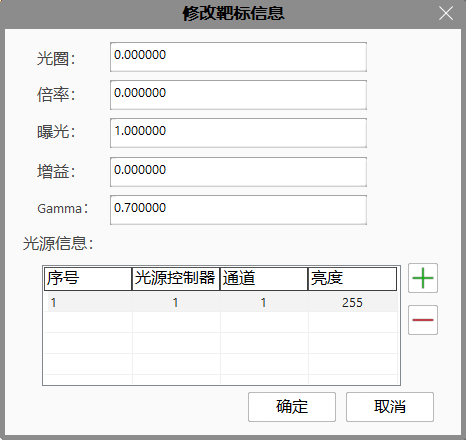 修改靶标信息
光圈： 0.000000
倍率： 0.000000
曝光： 1.000000
增益： 0.000000
Gamma： 0.700000
光源信息：
序号 光源控制器 通道 亮度
1 1 1 255
确定 取消